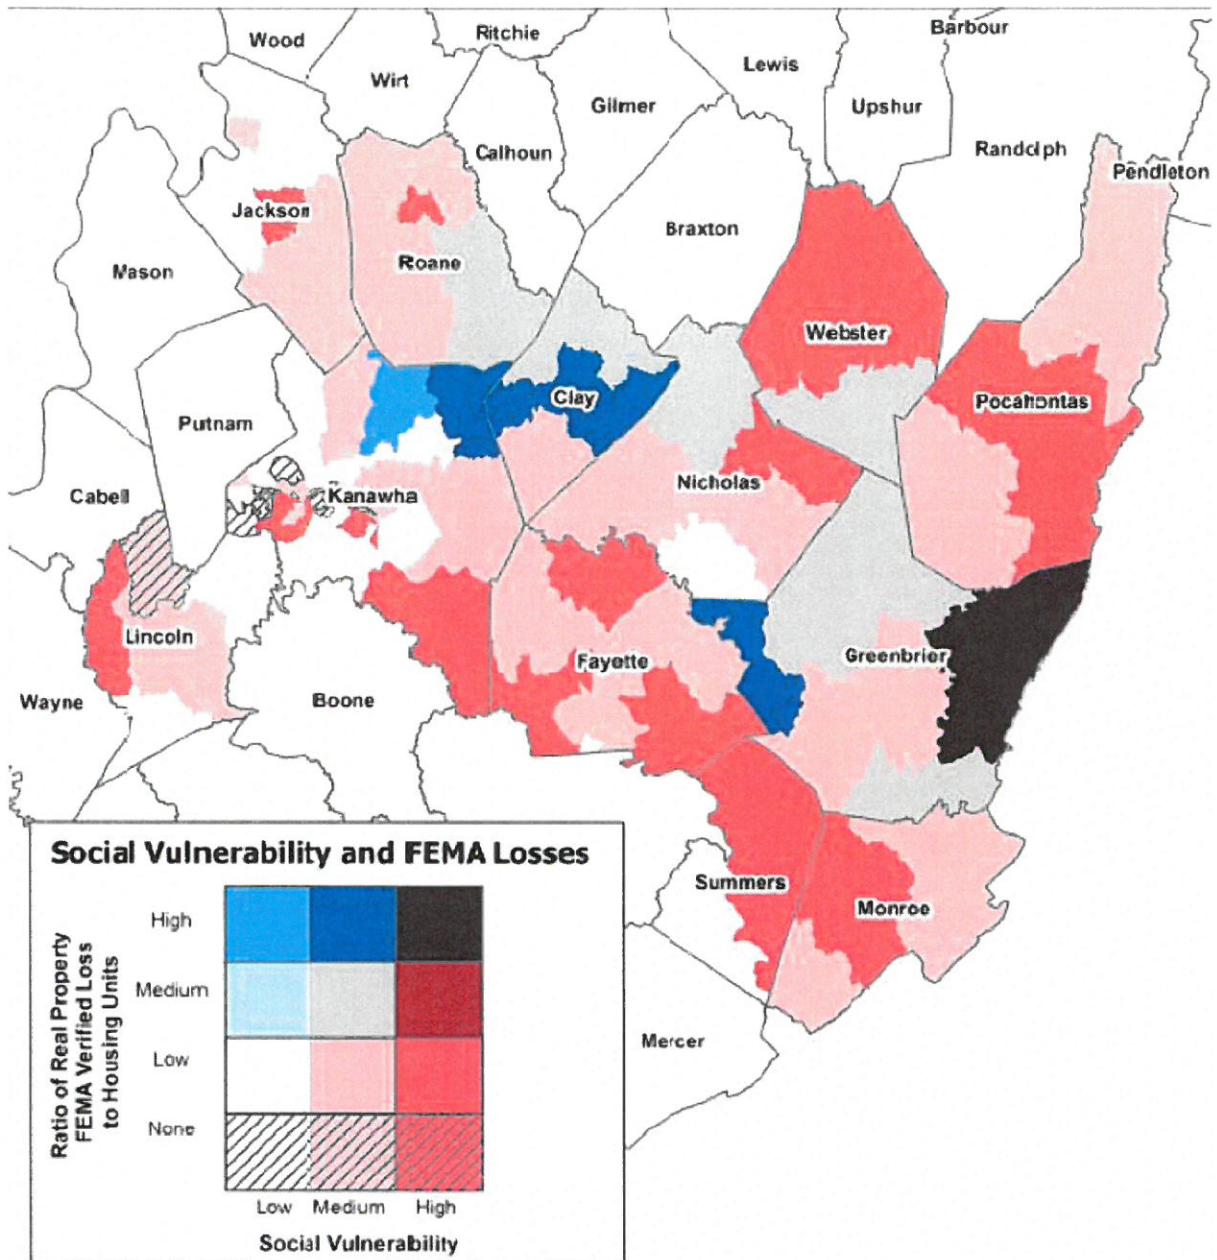 Barbour
Ritchie
Wood
Lewis
Wirt
Gilmer
Upshur
Calhoun
Randolph
Pendleton
Jackson
Braxton
Roane
Mason
Webster
Clay
Pocahontas
Putnam
Nicholas
Cabell
Kanawha
Lincoln
Greenbrier
Fayette
Wayne
Boone
Summers
Monroe
Mercer
Social Vulnerability and FEMA Losses
Ratio of Real Property
FEMA Verified Loss
to Housing Units
High
Medium
Low
None
Low Medium High
Social Vulnerability